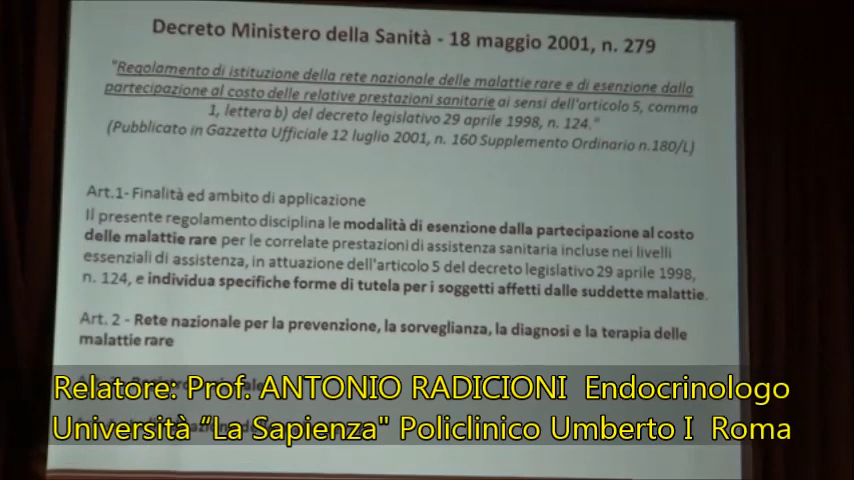 Decreto Ministero della Sanità - 18 maggio 2001, n. 279
"Regolamento di istituzione della rete nazionale delle malattie rare e di esenzione dalla
partecipazione al costo delle relative prestazioni sanitarie ai sensi dell'articolo 5, comma
1, lettera b) del decreto legislativo 29 aprile 1998, n. 124."
(Pubblicato in Gazzetta Ufficiale 12 luglio 2001, n. 160 Supplemento Ordinario n.180/L)
Art.1- Finalità ed ambito di applicazione
Il presente regolamento disciplina le modalità di esenzione dalla partecipazione al costo
delle malattie rare per le correlate prestazioni di assistenza sanitaria incluse nei livelli
essenziali di assistenza, in attuazione dell'articolo 5 del decreto legislativo 29 aprile 1998,
n. 124, e individua specifiche forme di tutela per i soggetti affetti dalle suddette malattie.
Art. 2 - Rete nazionale per la prevenzione, la sorveglianza, la diagnosi e la terapia delle
malattie rare
Relatore: Prof. ANTONIO RADICIONI Endocrinologo
Università “La Sapienza" Policlinico Umberto I Roma